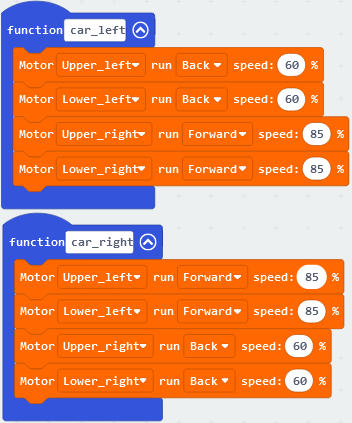 function car_left
Motor Upper_left run Back speed: 60 %
Motor Lower_left run Back speed: 60 %
Motor Upper_right run Forward speed: 85 %
Motor Lower_right run Forward speed: 85 %
function car_right
Motor Upper_left run Forward speed: 85 %
Motor Lower_left run Forward speed: 85 %
Motor Upper_right run Back speed: 60 %
Motor Lower_right run Back speed: 60 %